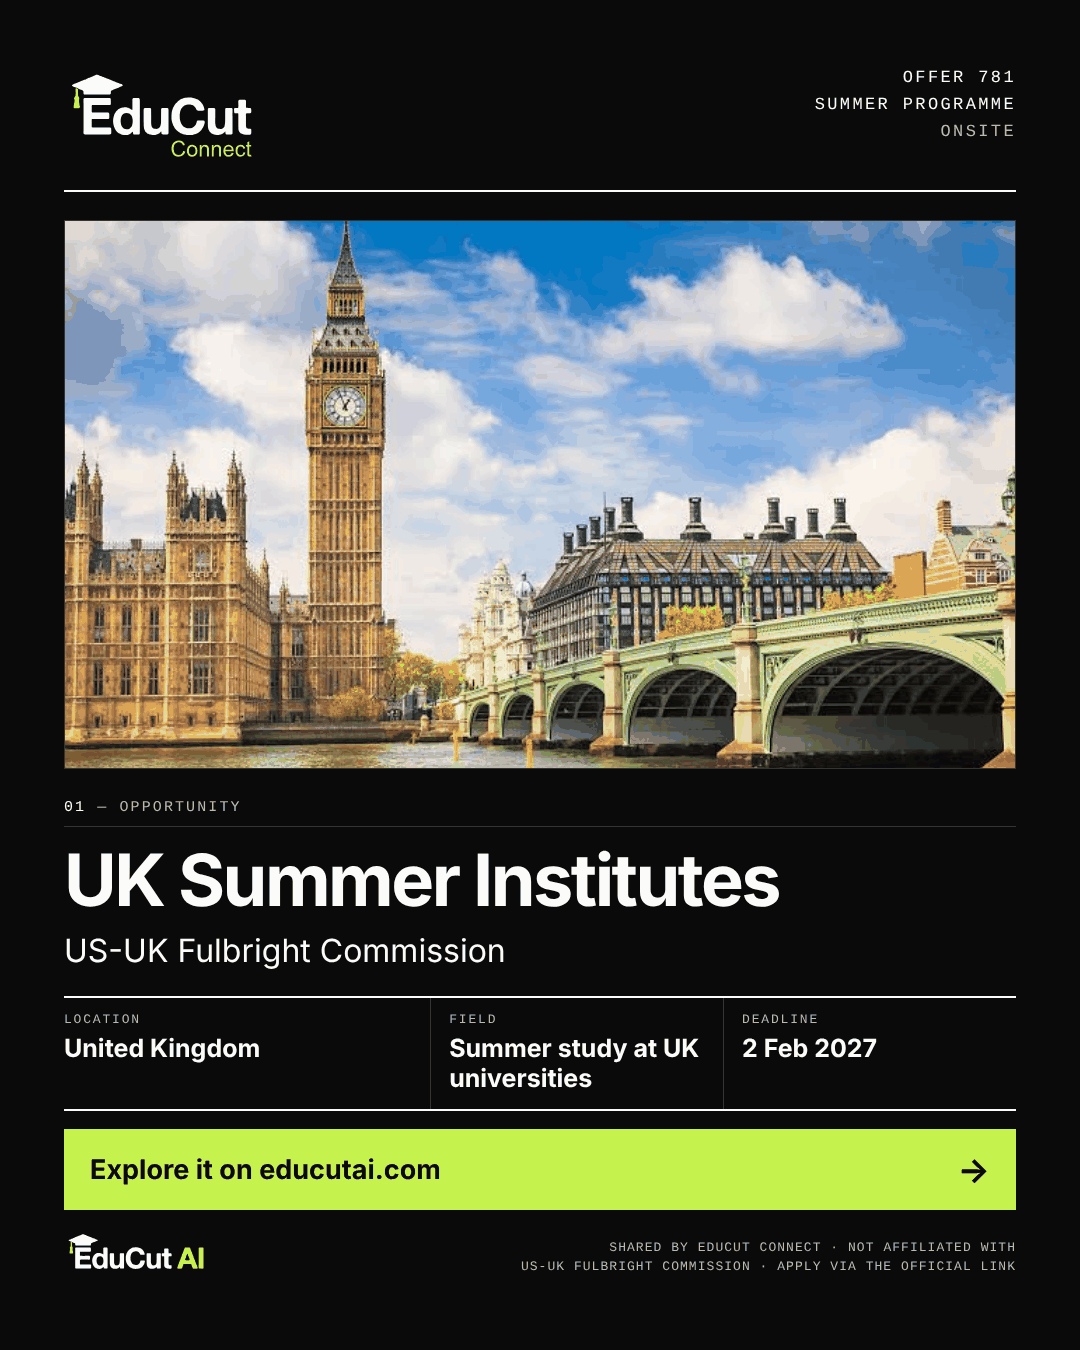 EduCut
Connect
OFFER 781
SUMMER PROGRAMME
ONSITE
01 — OPPORTUNITY
UK Summer Institutes
US-UK Fulbright Commission
LOCATION
United Kingdom
FIELD
Summer study at UK
universities
DEADLINE
2 Feb 2027
Explore it on educutai.com →
EduCut AI
SHARED BY EDUCUT CONNECT · NOT AFFILIATED WITH
US-UK FULBRIGHT COMMISSION · APPLY VIA THE OFFICIAL LINK